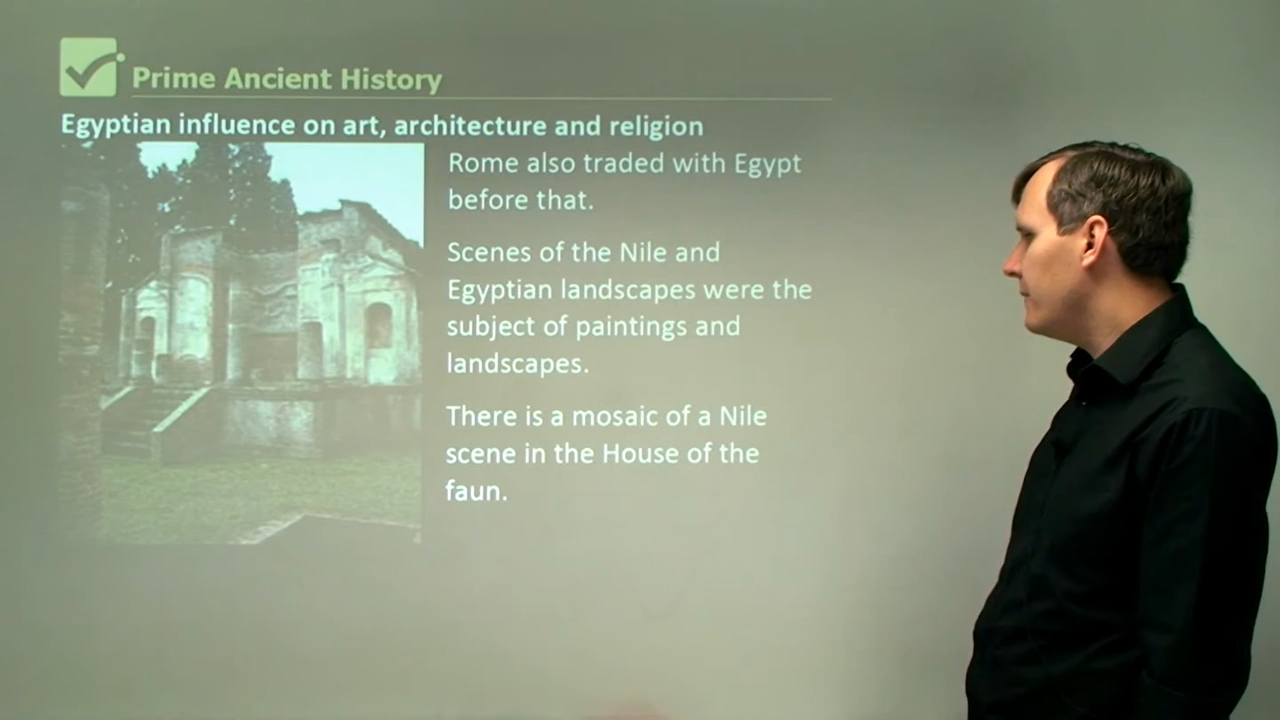 Prime Ancient History
Egyptian influence on art, architecture and religion
Rome also traded with Egypt
before that.
Scenes of the Nile and
Egyptian landscapes were the
subject of paintings and
landscapes.
There is a mosaic of a Nile
scene in the House of the
faun.